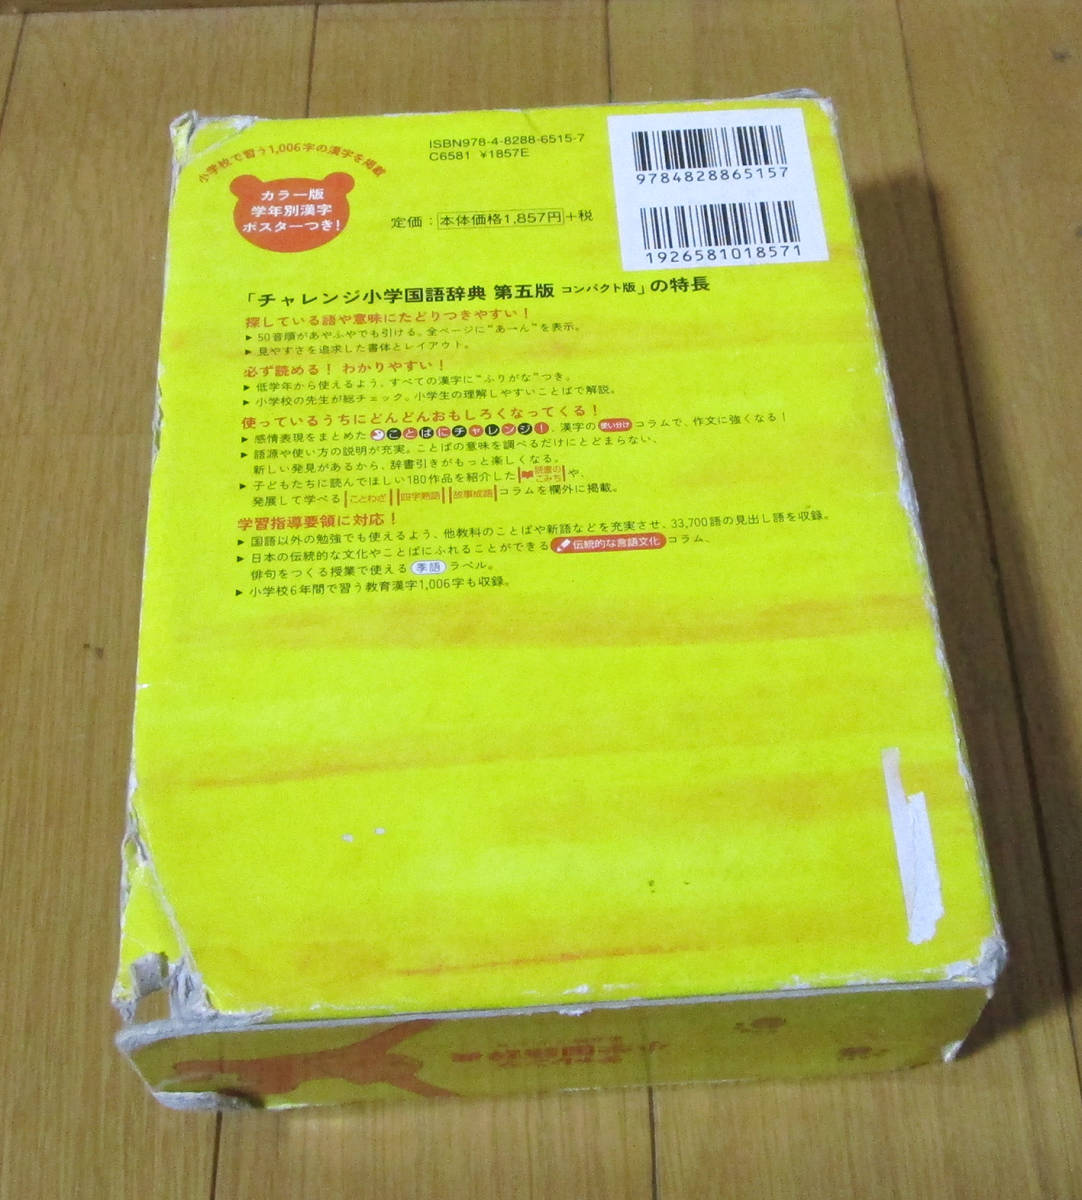 小学校で習う1,006字の漢字を掲載
カラー版
学年別漢字
ポスターつき!
ISBN978-4-8288-6515-7
C6581 ¥1857E
定価：本体価格1,857円+税
9784828865157
1926581018571
「チャレンジ小学国語辞典 第五版 コンパクト版」の特長
探している語や意味にたどりつきやすい！
▶ 50音順があやふやでも引ける。全ページに"あ→ん"を表示。
▶ 見やすさを追求した書体とレイアウト。
必ず読める！ わかりやすい！
▶ 低学年から使えるよう、すべての漢字に"ふりがな"つき。
▶ 小学校の先生が総チェック。小学生の理解しやすいことばで解説。
使っているうちにどんどんおもしろくなってくる！
▶ 感情表現をまとめた ことばにチャレンジ！、漢字の 使い分け コラムで、作文に強くなる！
▶ 語源や使い方の説明が充実。ことばの意味を調べるだけにとどまらない、
新しい発見があるから、辞書引きがもっと楽しくなる。
▶ 子どもたちに読んでほしい180作品を紹介した 読書のこみち や、
発展して学べる ことわざ 四字熟語 故事成語 コラムを欄外に掲載。
学習指導要領に対応！
▶ 国語以外の勉強でも使えるよう、他教科のことばや新語などを充実させ、33,700語の見出し語を収録。
▶ 日本の伝統的な文化やことばにふれることができる 伝統的な言語文化 コラム、
俳句をつくる授業で使える 季語 ラベル。
▶ 小学校6年間で習う教育漢字1,006字も収録。